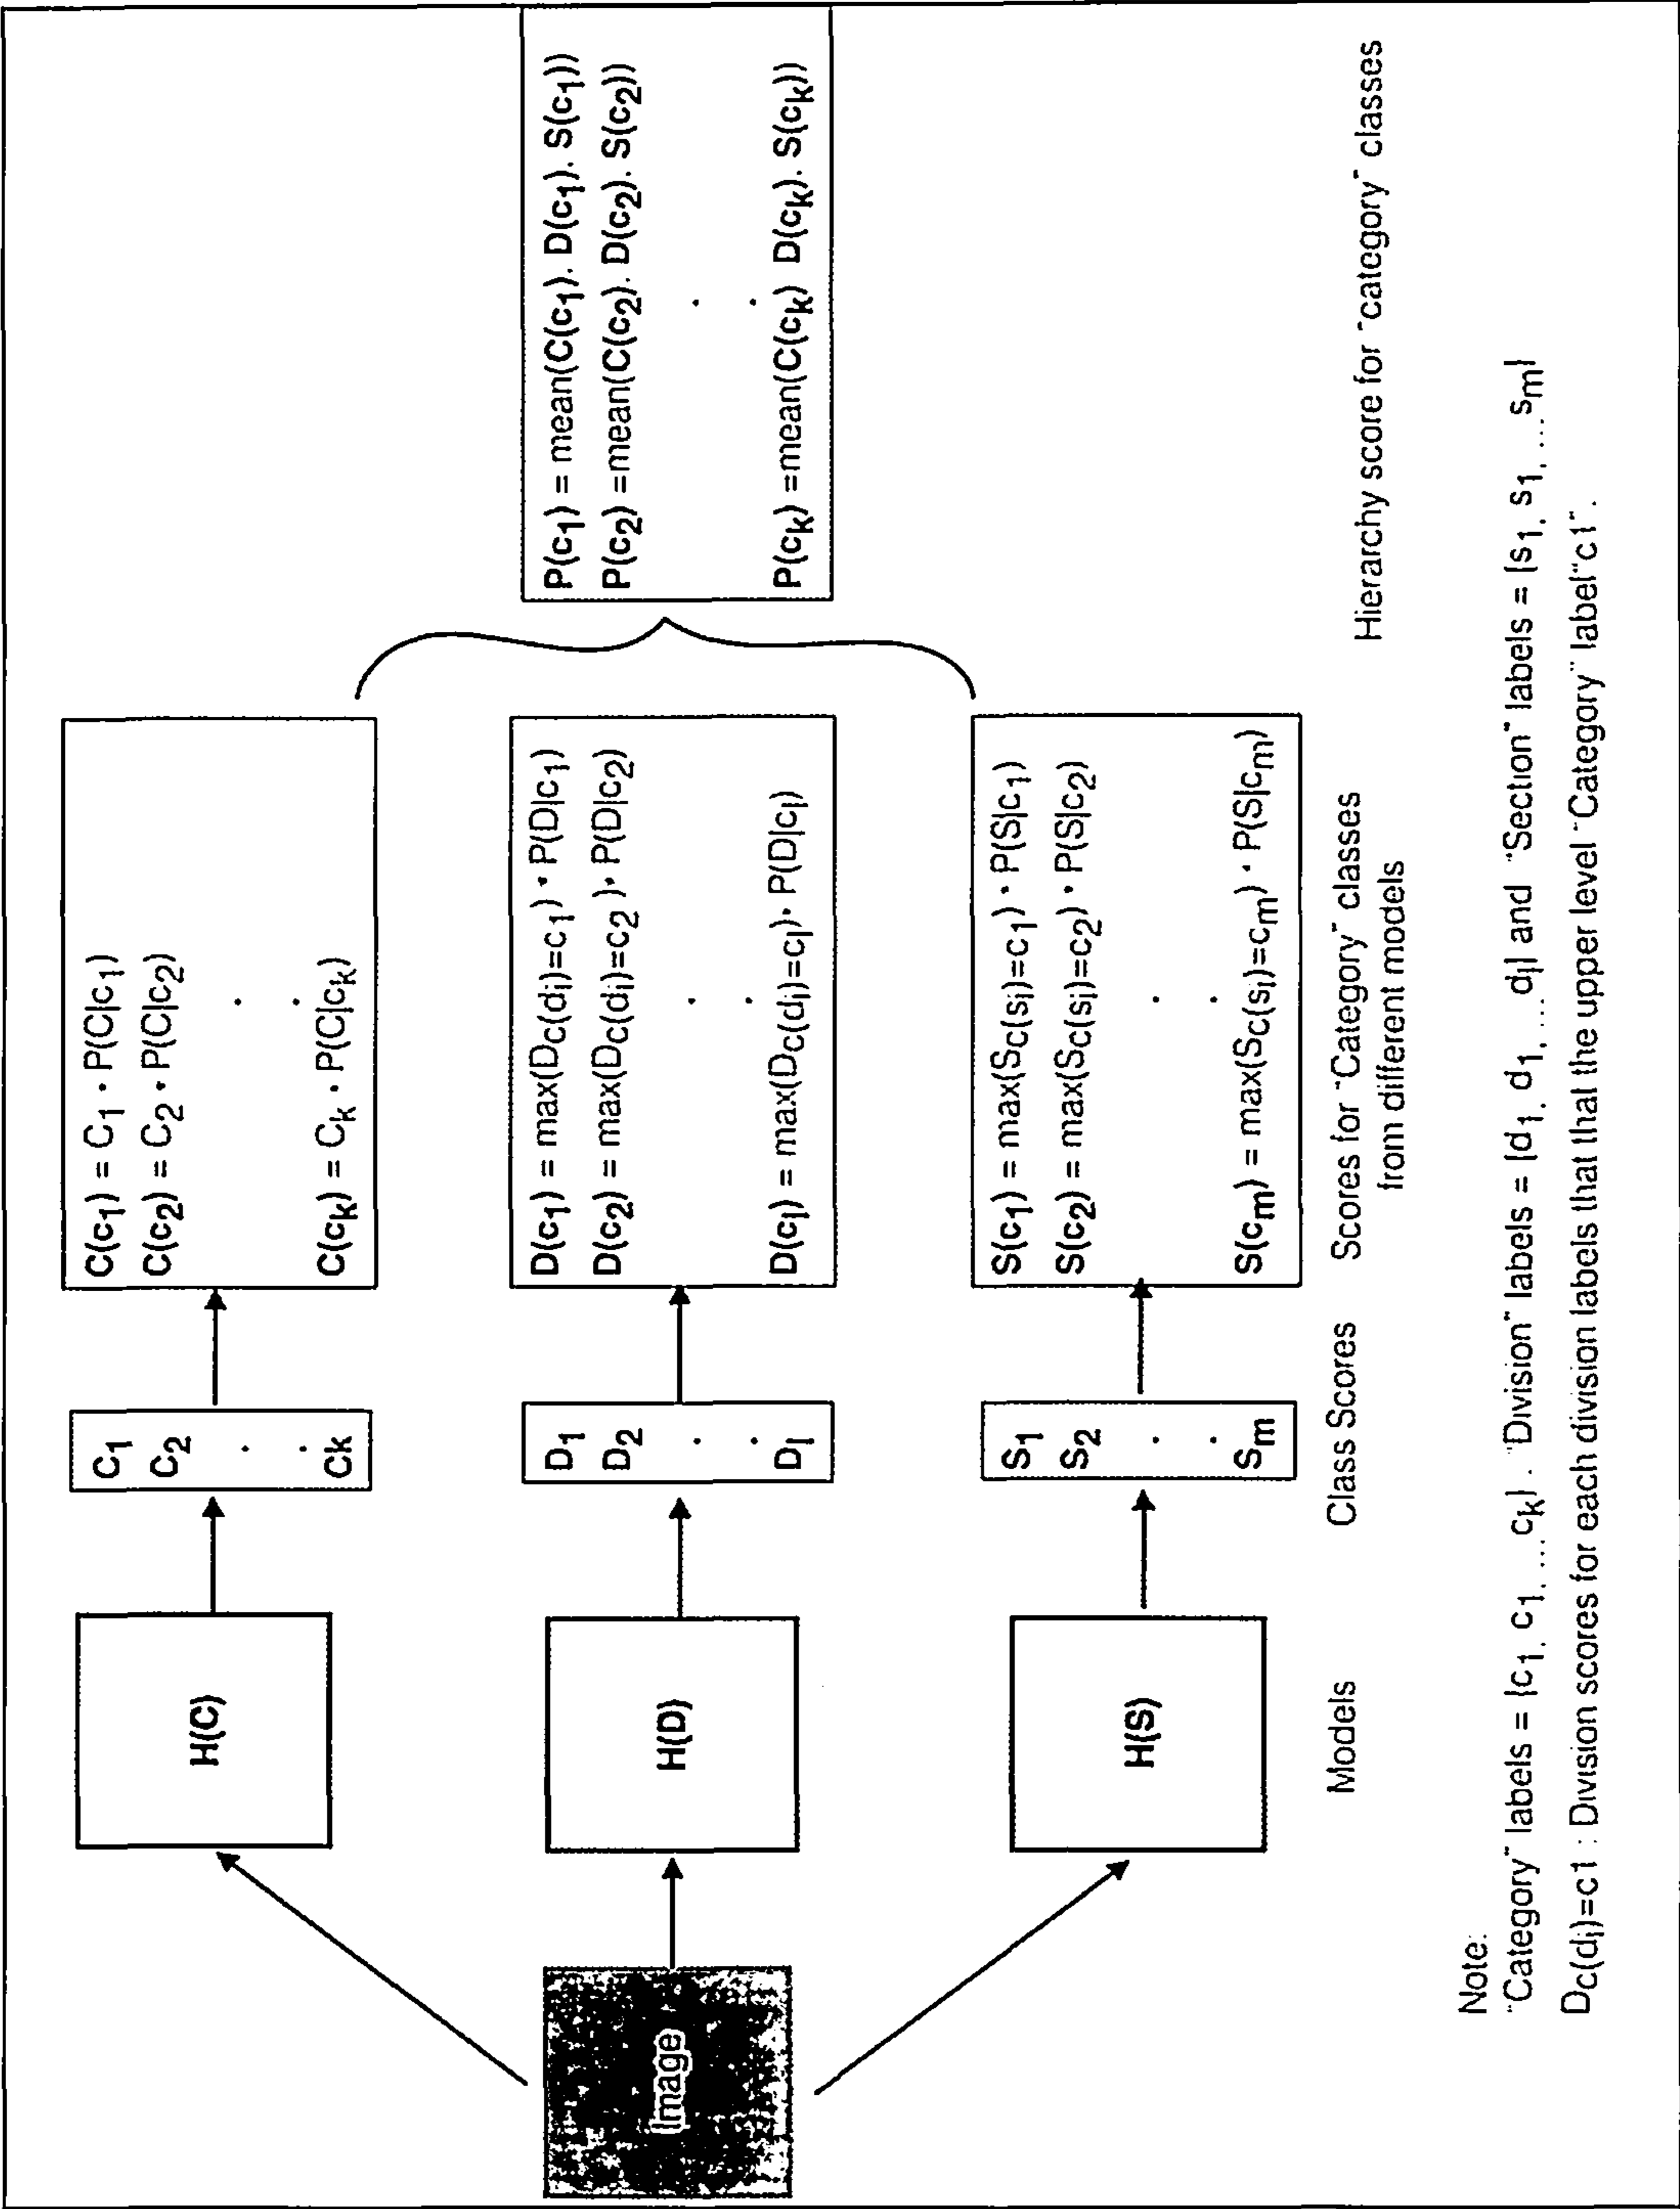 Image
H(C)
H(D)
H(S)
Models
C1
C2
.
.
Ck
D1
D2
.
.
Dl
S1
S2
.
.
Sm
Class Scores
C(c1) = C1 • P(C|c1)
C(c2) = C2 • P(C|c2)
.
.
C(ck) = Ck • P(C|ck)
D(c1) = max(DC(di)=c1) • P(D|c1)
D(c2) = max(DC(di)=c2 ) • P(D|c2)
.
.
D(cl) = max(DC(di)=cl) • P(D|cl)
S(c1) = max(SC(si)=c1) • P(S|c1)
S(c2) = max(SC(si)=c2) • P(S|c2)
.
.
S(cm) = max(SC(si)=cm) • P(S|cm)
Scores for "Category" classes
from different models
P(c1) = mean(C(c1). D(c1). S(c1))
P(c2) =mean(C(c2). D(c2). S(c2))
.
.
P(ck) =mean(C(ck) D(ck). S(ck))
Hierarchy score for "category" classes
Note:
"Category" labels = {c1, c1, ... ck} . "Division" labels = {d1, d1, ... dl} and "Section" labels = {s1, s1, ... sm}
DC(di)=c1 : Division scores for each division labels that that the upper level "Category" label "c1".